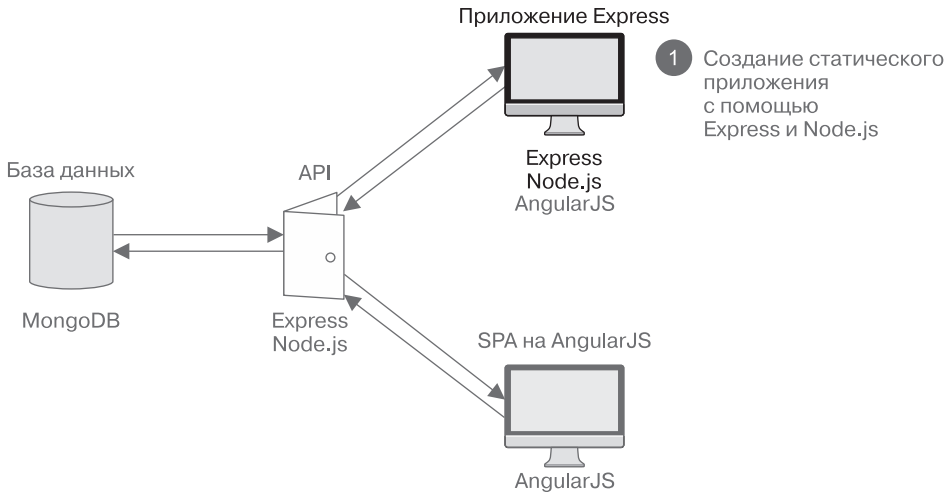 Приложение Express
1
Создание статического
приложения
с помощью
Express и Node.js
Express
Node.js
AngularJS
База данных
API
MongoDB
Express
Node.js
SPA на AngularJS
AngularJS